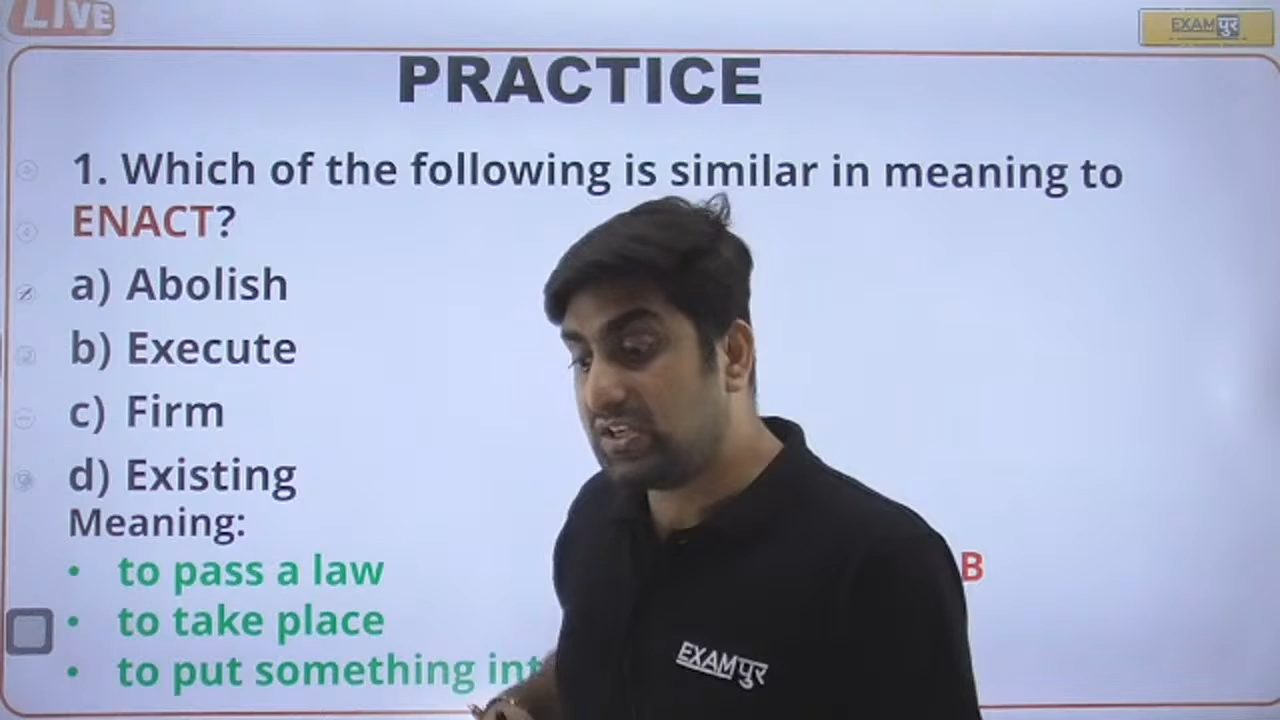 LIVE
EXAMपुर
PRACTICE
1. Which of the following is similar in meaning to
ENACT?
a) Abolish
b) Execute
c) Firm
d) Existing
Meaning:
• to pass a law
B
• to take place
• to put something int
EXAMपुर